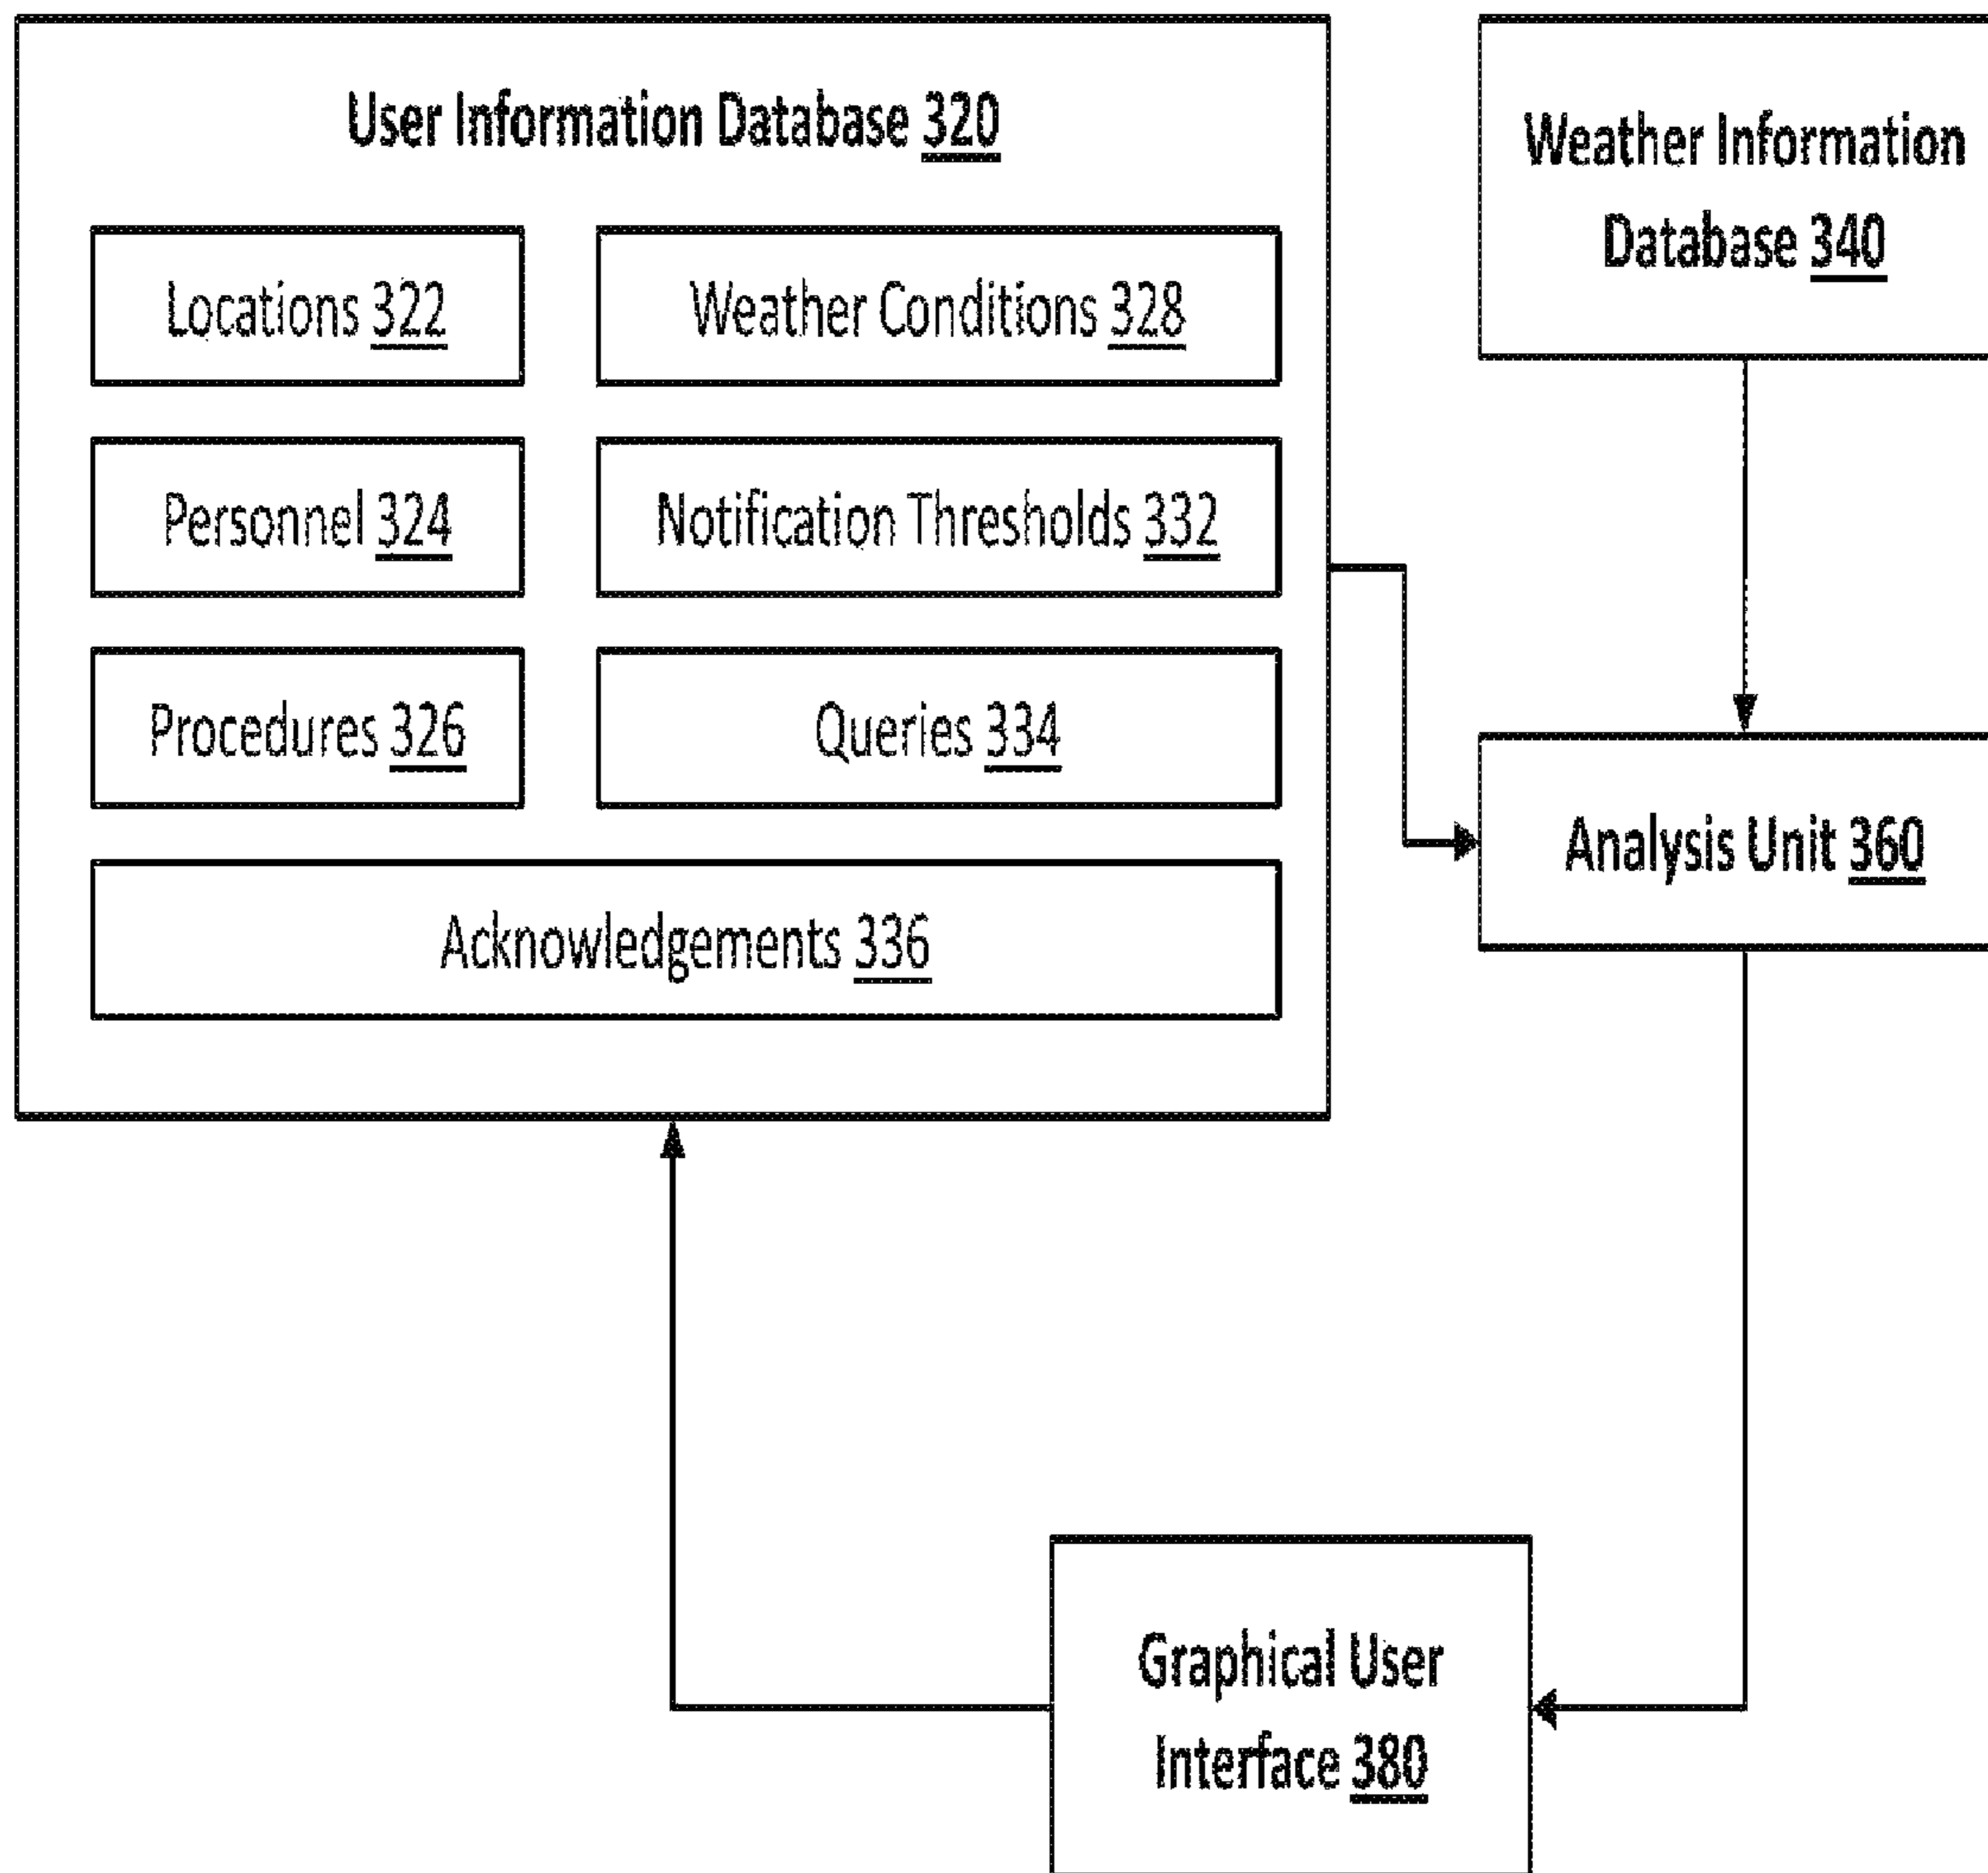 User Information Database 320
Locations 322
Weather Conditions 328
Personnel 324
Notification Thresholds 332
Procedures 326
Queries 334
Acknowledgements 336
Weather Information
Database 340
Analysis Unit 360
Graphical User
Interface 380